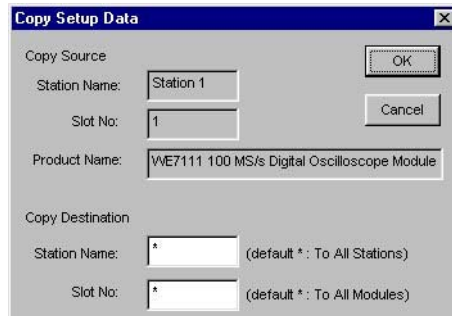 Copy Setup Data
Copy Source
OK
Station Name: Station 1
Cancel
Slot No: 1
Product Name: WE7111 100 MS/s Digital Oscilloscope Module
Copy Destination
Station Name: * (default * : To All Stations)
Slot No: * (default * : To All Modules)